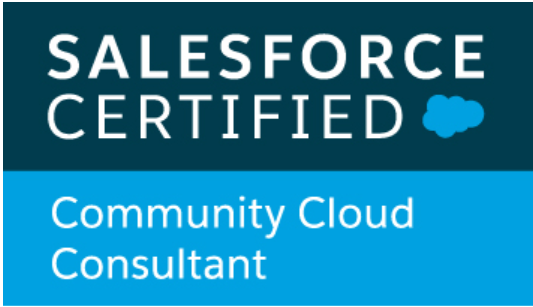 SALESFORCE
CERTIFIED
Community Cloud
Consultant